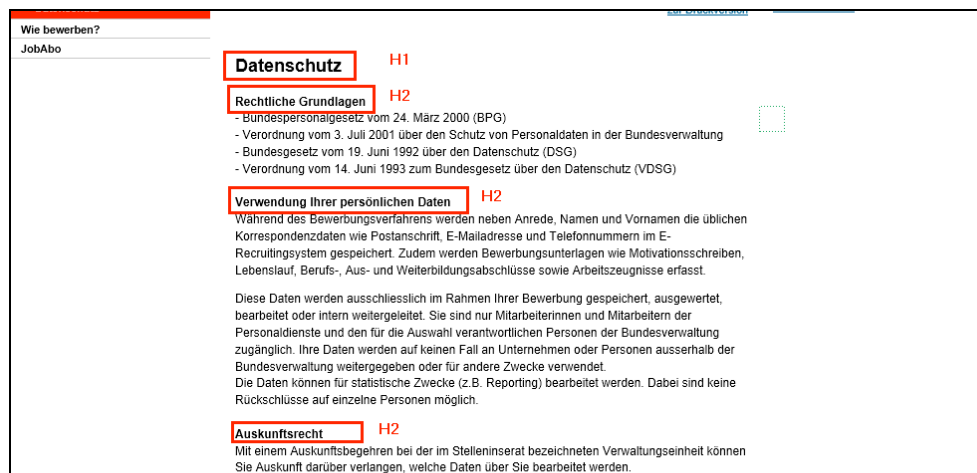 zur Druckversion
Wie bewerben?
JobAbo
Datenschutz H1
Rechtliche Grundlagen H2
- Bundespersonalgesetz vom 24. März 2000 (BPG)
- Verordnung vom 3. Juli 2001 über den Schutz von Personaldaten in der Bundesverwaltung
- Bundesgesetz vom 19. Juni 1992 über den Datenschutz (DSG)
- Verordnung vom 14. Juni 1993 zum Bundesgesetz über den Datenschutz (VDSG)
Verwendung Ihrer persönlichen Daten H2
Während des Bewerbungsverfahrens werden neben Anrede, Namen und Vornamen die üblichen
Korrespondenzdaten wie Postanschrift, E-Mailadresse und Telefonnummern im E-
Recruitingsystem gespeichert. Zudem werden Bewerbungsunterlagen wie Motivationsschreiben,
Lebenslauf, Berufs-, Aus- und Weiterbildungsabschlüsse sowie Arbeitszeugnisse erfasst.
Diese Daten werden ausschliesslich im Rahmen Ihrer Bewerbung gespeichert, ausgewertet,
bearbeitet oder intern weitergeleitet. Sie sind nur Mitarbeiterinnen und Mitarbeitern der
Personaldienste und den für die Auswahl verantwortlichen Personen der Bundesverwaltung
zugänglich. Ihre Daten werden auf keinen Fall an Unternehmen oder Personen ausserhalb der
Bundesverwaltung weitergegeben oder für andere Zwecke verwendet.
Die Daten können für statistische Zwecke (z.B. Reporting) bearbeitet werden. Dabei sind keine
Rückschlüsse auf einzelne Personen möglich.
Auskunftsrecht H2
Mit einem Auskunftsbegehren bei der im Stelleninserat bezeichneten Verwaltungseinheit können
Sie Auskunft darüber verlangen, welche Daten über Sie bearbeitet werden.